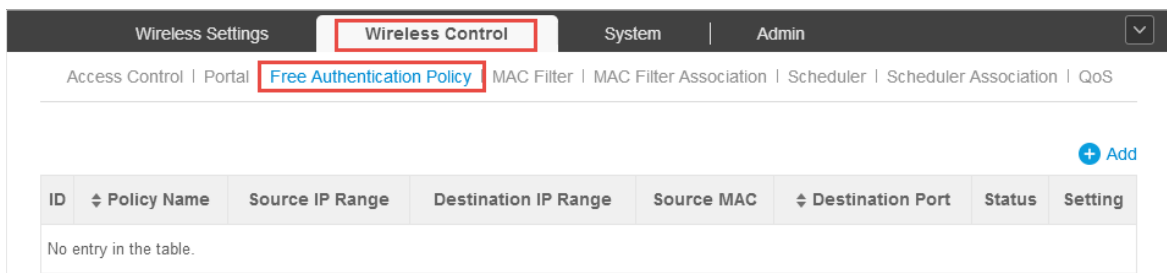 Wireless Settings Wireless Control System | Admin
Access Control | Portal | Free Authentication Policy | MAC Filter | MAC Filter Association | Scheduler | Scheduler Association | QoS
Add
ID Policy Name Source IP Range Destination IP Range Source MAC Destination Port Status Setting
No entry in the table.